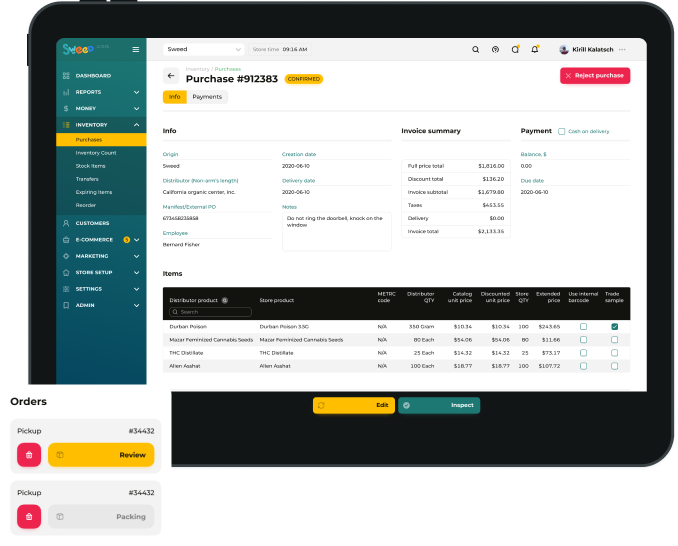 Sweep
Sweed
Store time 09:16 AM
Kirill Kalatsch
Inventory / Purchases
Purchase #912383 CONFIRMED
Reject purchase
Info Payments
DASHBOARD
REPORTS
MONEY
INVENTORY
Purchases
Inventory Count
Stock Items
Transfers
Expiring Items
Reorder
CUSTOMERS
E-COMMERCE 1
MARKETING
STORE SETUP
SETTINGS
ADMIN
Info
Origin
Sweed
Distributor (Non-arm's length)
California organic center, inc.
Manifest/External PO
673458235858
Employee
Bernard Fisher
Creation date
2020-06-10
Delivery date
2020-06-10
Notes
Do not ring the doorbell, knock on the
window
Invoice summary
Full price total $1,816.00
Discount total $136.20
Invoice subtotal $1,679.80
Taxes $453.55
Delivery $0.00
Invoice total $2,133.35
Payment Cash on delivery
Balance, $
0.00
Due date
2020-06-10
Items
Distributor product Store product METRC code Distributor QTY Catalog unit price Discounted unit price Store QTY Extended price Use internal barcode Trade sample
Search
Durban Poison Durban Poison 3.5G N/A 350 Gram $10.34 $10.34 100 $243.65
Mazar Feminized Cannabis Seeds Mazar Feminized Cannabis Seeds N/A 80 Each $54.06 $54.06 80 $11.66
THC Distillate THC Distillate N/A 25 Each $14.32 $14.32 25 $73.17
Alien Asshat Alien Asshat N/A 100 Each $18.77 $18.77 100 $107.72
Edit
Inspect
Orders
Pickup #34432
Review
Pickup #34432
Packing